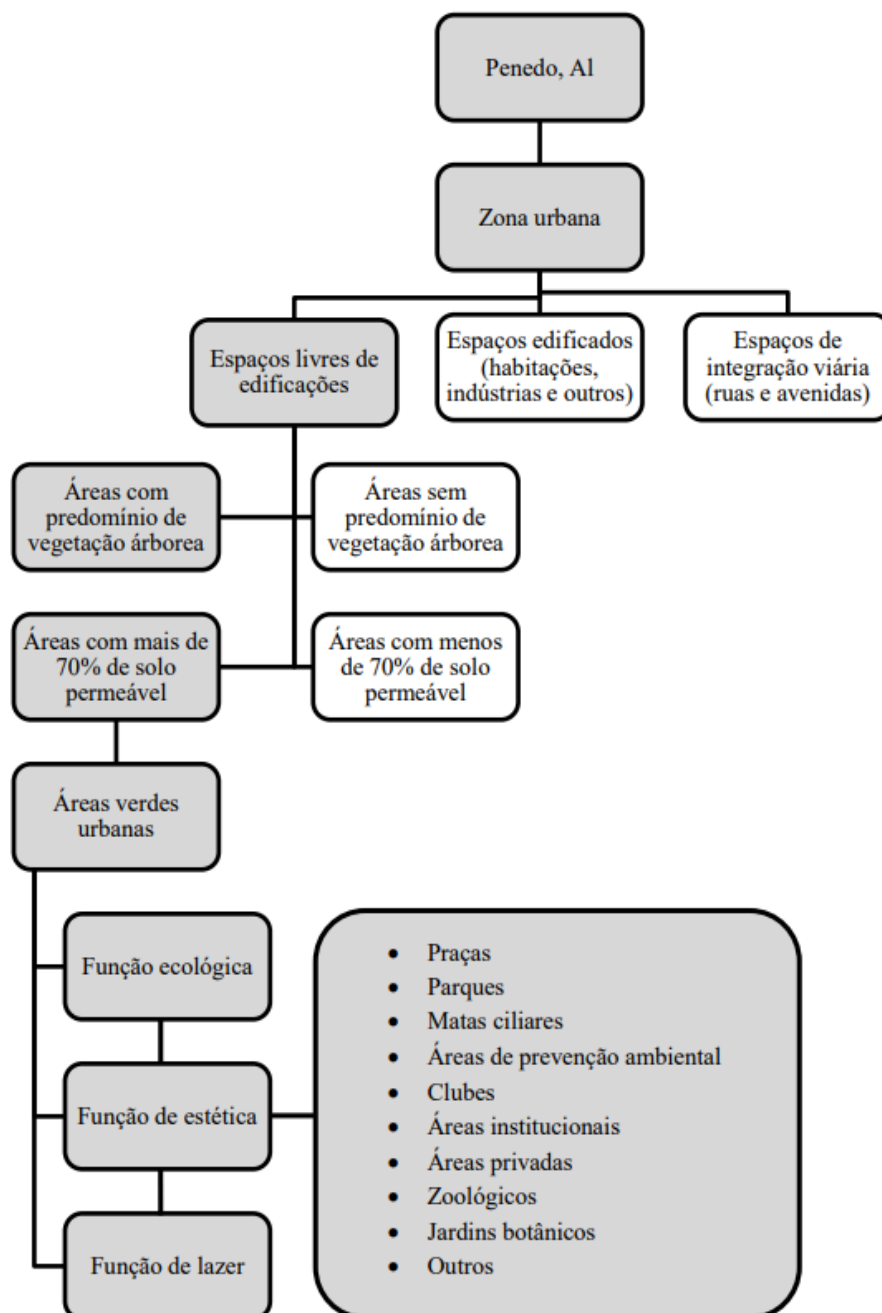 Penedo, Al
Zona urbana
Espaços livres de
edificações
Espaços edificados
(habitações,
indústrias e outros)
Espaços de
integração viária
(ruas e avenidas)
Áreas com
predomínio de
vegetação árborea
Áreas sem
predomínio de
vegetação árborea
Áreas com mais de
70% de solo
permeável
Áreas com menos
de 70% de solo
permeável
Áreas verdes
urbanas
Função ecológica
Função de estética
Função de lazer
• Praças
• Parques
• Matas ciliares
• Áreas de prevenção ambiental
• Clubes
• Áreas institucionais
• Áreas privadas
• Zoológicos
• Jardins botânicos
• Outros